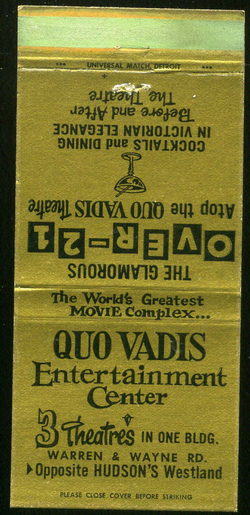 UNIVERSAL MATCH, DETROIT
THE GLAMOROUS
OVER-21
Atop the QUO VADIS Theatre
COCKTAILS and DINING
IN VICTORIAN ELEGANCE
Before and After
The Theatre
The World's Greatest
MOVIE Complex...
QUO VADIS
Entertainment
Center
3 Theatres IN ONE BLDG.
WARREN & WAYNE RD.
Opposite HUDSON'S Westland
PLEASE CLOSE COVER BEFORE STRIKING